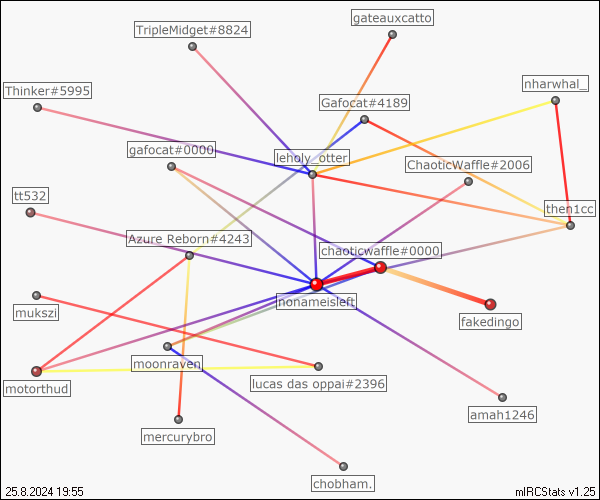 TripleMidget#8824
gateauxcatto
Thinker#5995
Gafocat#4189
nharwhal_
gafocat#0000
leholy_otter
ChaoticWaffle#2006
tt532
then1cc
Azure Reborn#4243
chaoticwaffle#0000
nonameisleft
mukszi
fakedingo
moonraven
motorthud
lucas das oppai#2396
mercurybro
amah1246
chobham.
25.8.2024 19:55
mIRCStats v1.25